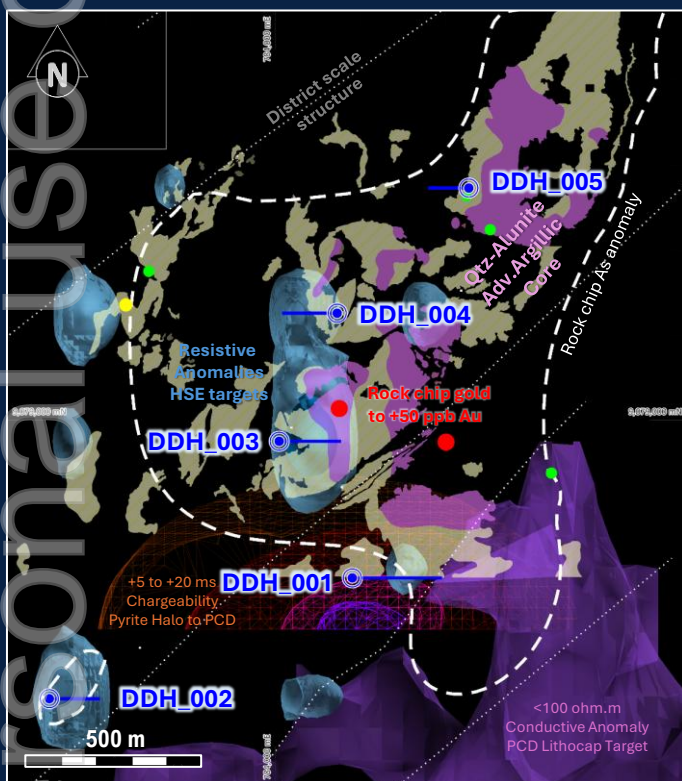 rsonal use o
N
District scale
structure
DDH_005
Qtz-Alunite
Adv.Argillic
Core
Rock chip As anomaly
DDH_004
Resistive
Anomalies
HSE targets
Rock chip gold
to +50 ppb Au
DDH_003
+5 to +20 ms
Chargeability.
Pyrite Halo to PCD
DDH_001
DDH_002
500 m
<100 ohm.m
Conductive Anomaly
PCD Lithocap Target